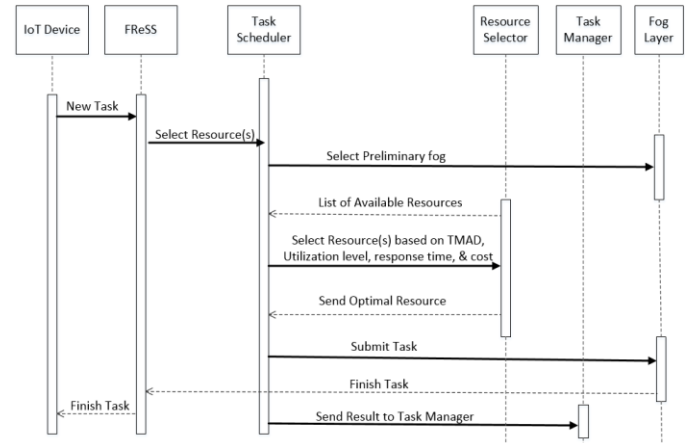 IoT Device
FReSS
Task
Scheduler
Resource
Selector
Task
Manager
Fog
Layer
New Task
Select Resource(s)
Select Preliminary fog
List of Available Resources
Select Resource(s) based on TMAD,
Utilization level, response time, & cost
Send Optimal Resource
Submit Task
Finish Task
Finish Task
Send Result to Task Manager